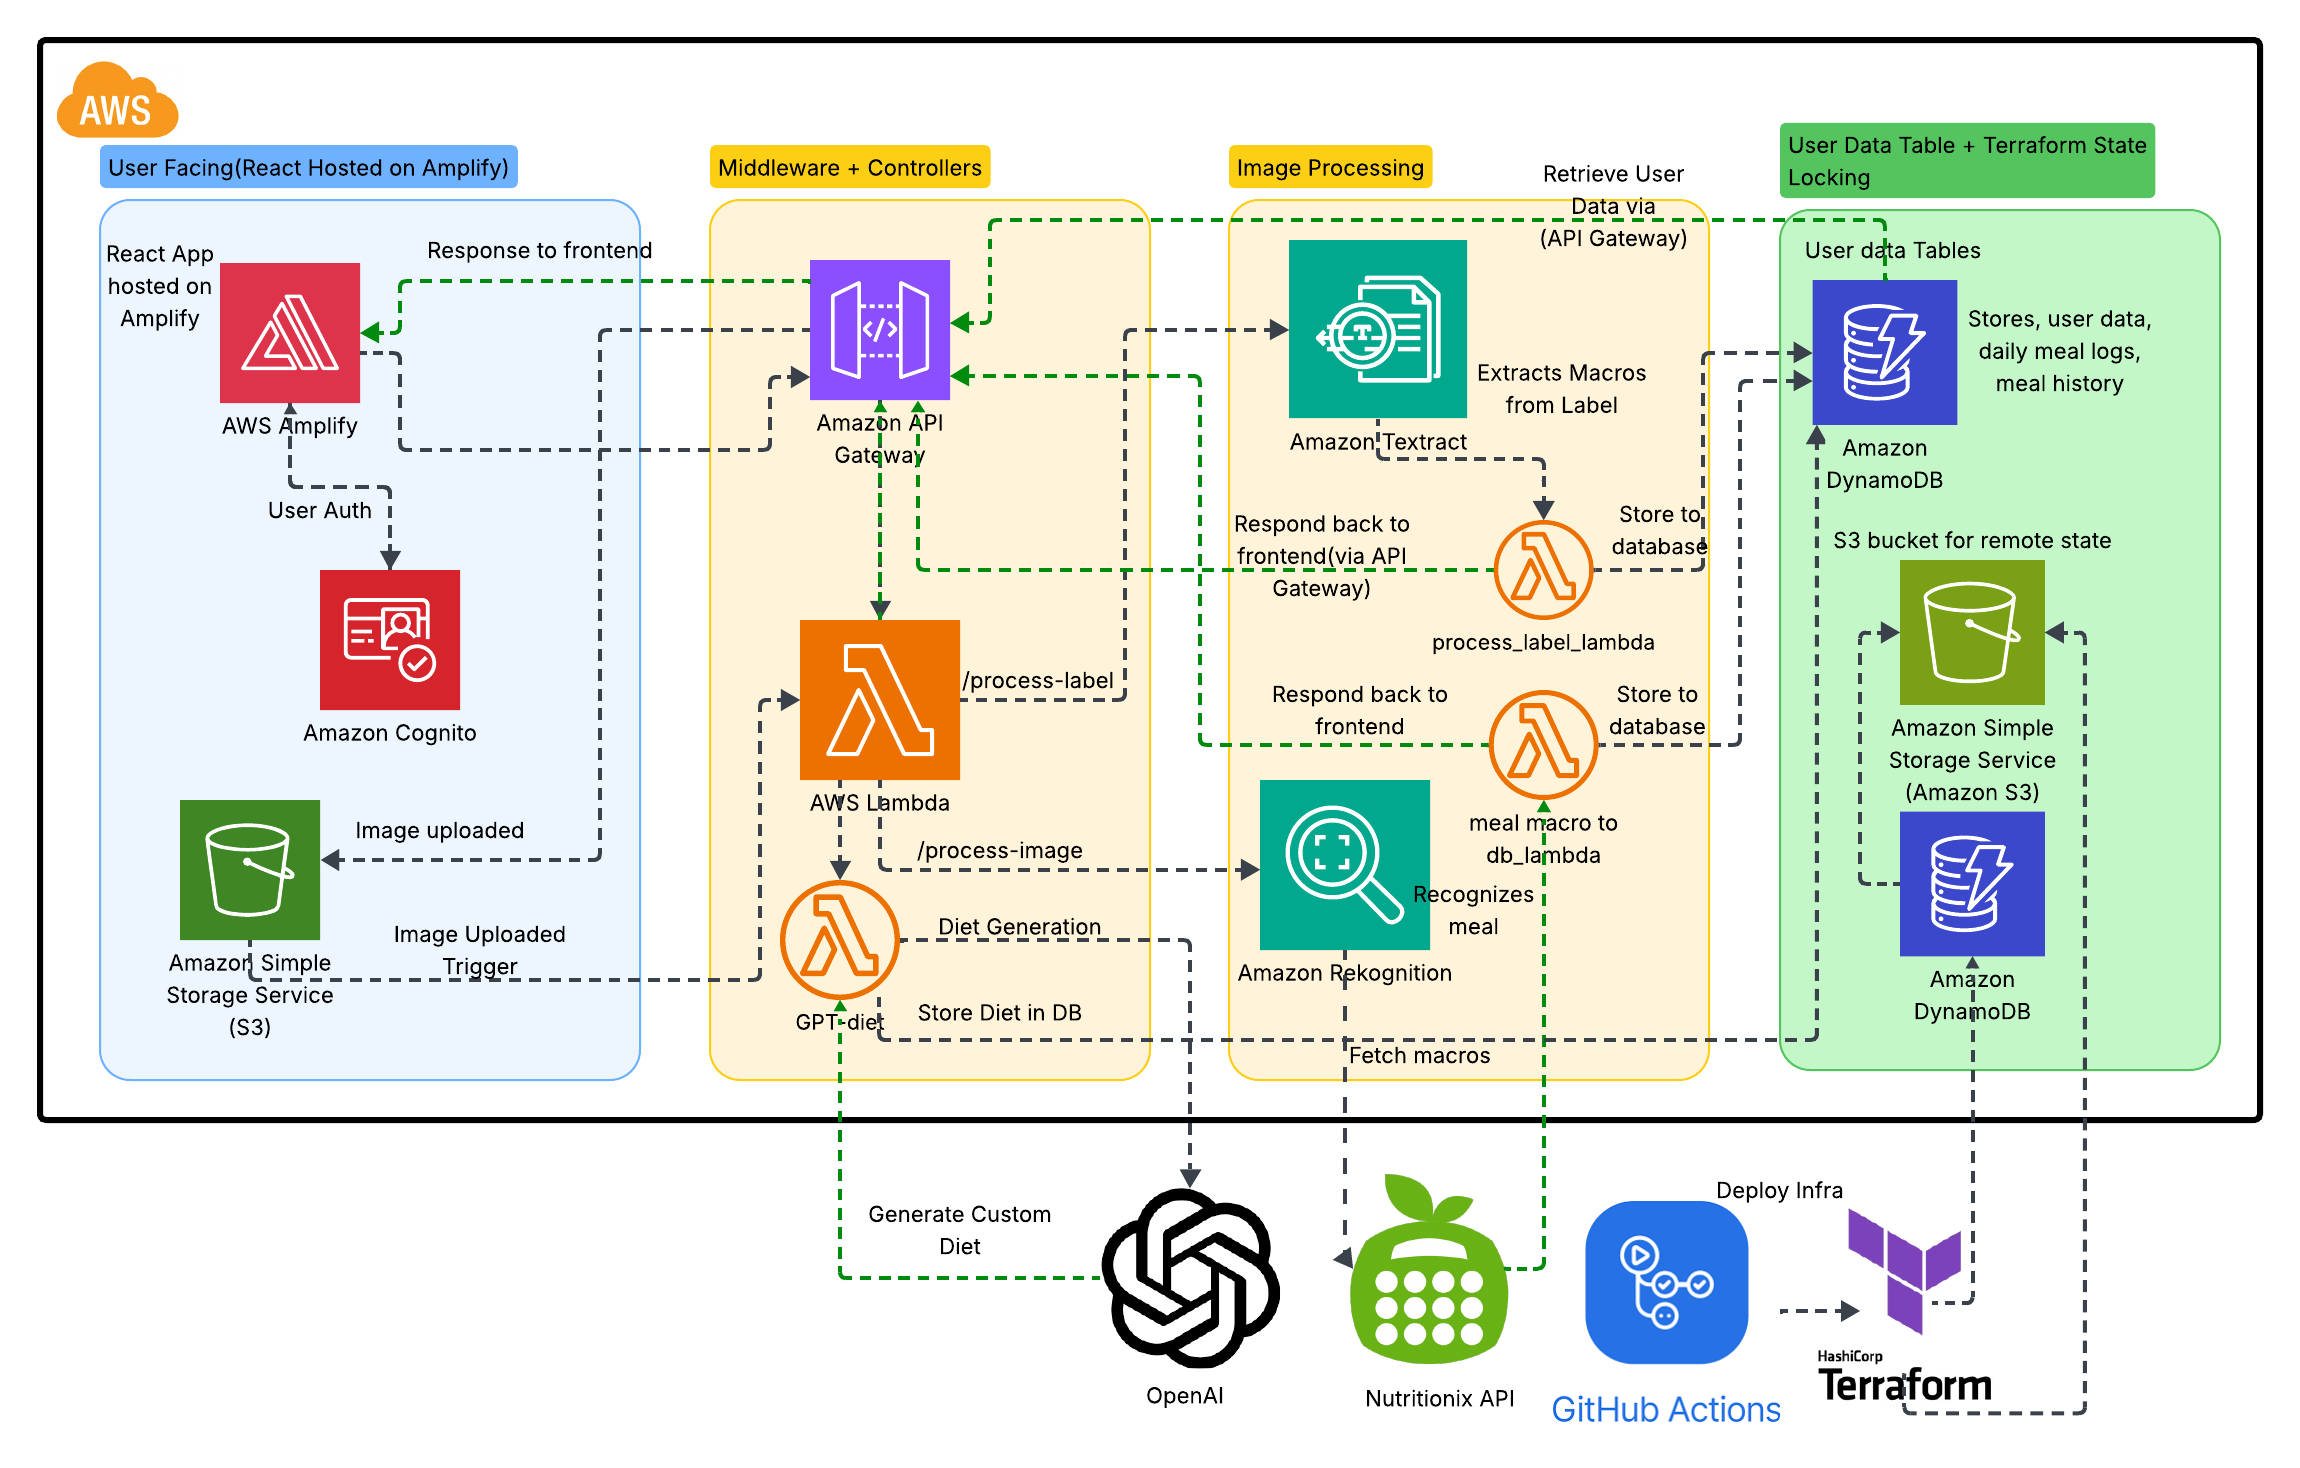 AWS
User Facing(React Hosted on Amplify)
React App
hosted on
Amplify
Response to frontend
AWS Amplify
User Auth
Amazon Cognito
Image uploaded
Image Uploaded
Trigger
Amazon Simple
Storage Service
(S3)
Middleware + Controllers
Amazon API
Gateway
/process-label
AWS Lambda
/process-image
Diet Generation
GPT-diet
Store Diet in DB
Image Processing
Retrieve User
Data via
(API Gateway)
Extracts Macros
from Label
Amazon Textract
Respond back to
frontend(via API
Gateway)
Store to
database
process_label_lambda
Respond back to
frontend
Store to
database
meal macro to
db_lambda
Recognizes
meal
Amazon Rekognition
Fetch macros
User Data Table + Terraform State
Locking
User data Tables
Stores, user data,
daily meal logs,
meal history
Amazon
DynamoDB
S3 bucket for remote state
Amazon Simple
Storage Service
(Amazon S3)
Amazon
DynamoDB
Generate Custom
Diet
OpenAI
Nutritionix API
Deploy Infra
GitHub Actions
HashiCorp
Terraform